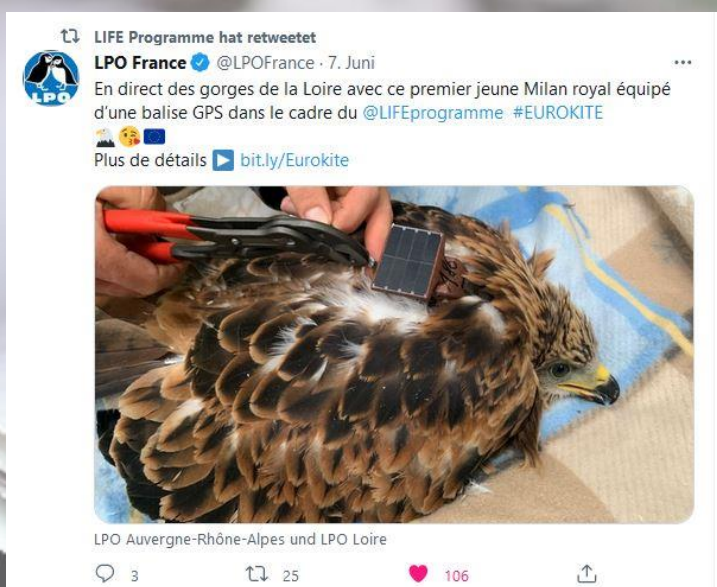 LIFE Programme hat retweetet
LPO France @LPOFrance · 7. Juni
En direct des gorges de la Loire avec ce premier jeune Milan royal équipé
d'une balise GPS dans le cadre du @LIFEprogramme #EUROKITE
🦅😘🇪🇺
Plus de détails ▶️ bit.ly/Eurokite
LPO Auvergne-Rhône-Alpes und LPO Loire
3 25 106
LPO